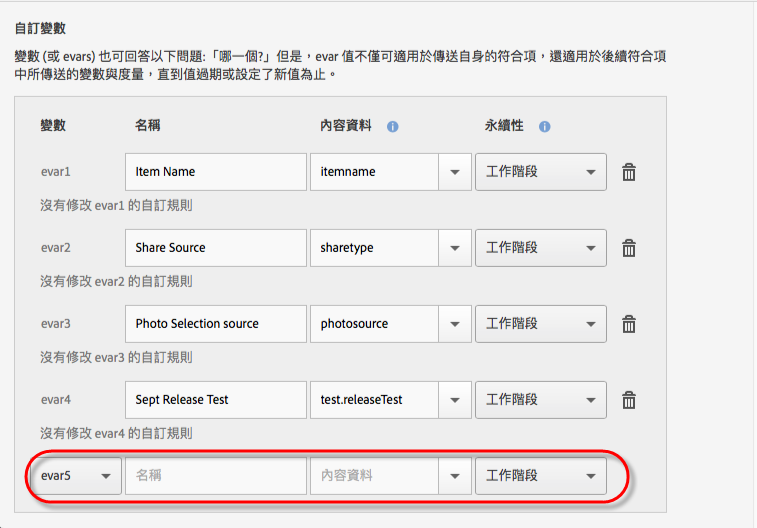 自訂變數
變數 (或 evars) 也可回答以下問題:「哪一個?」但是，evar 值不僅可適用於傳送自身的符合項，還適用於後續符合項
中所傳送的變數與度量，直到值過期或設定了新值為止。
變數 名稱 內容資料 永續性
evar1 Item Name itemname 工作階段
沒有修改 evar1 的自訂規則
evar2 Share Source sharetype 工作階段
沒有修改 evar2 的自訂規則
evar3 Photo Selection source photosource 工作階段
沒有修改 evar3 的自訂規則
evar4 Sept Release Test test.releaseTest 工作階段
沒有修改 evar4 的自訂規則
evar5 名稱 內容資料 工作階段